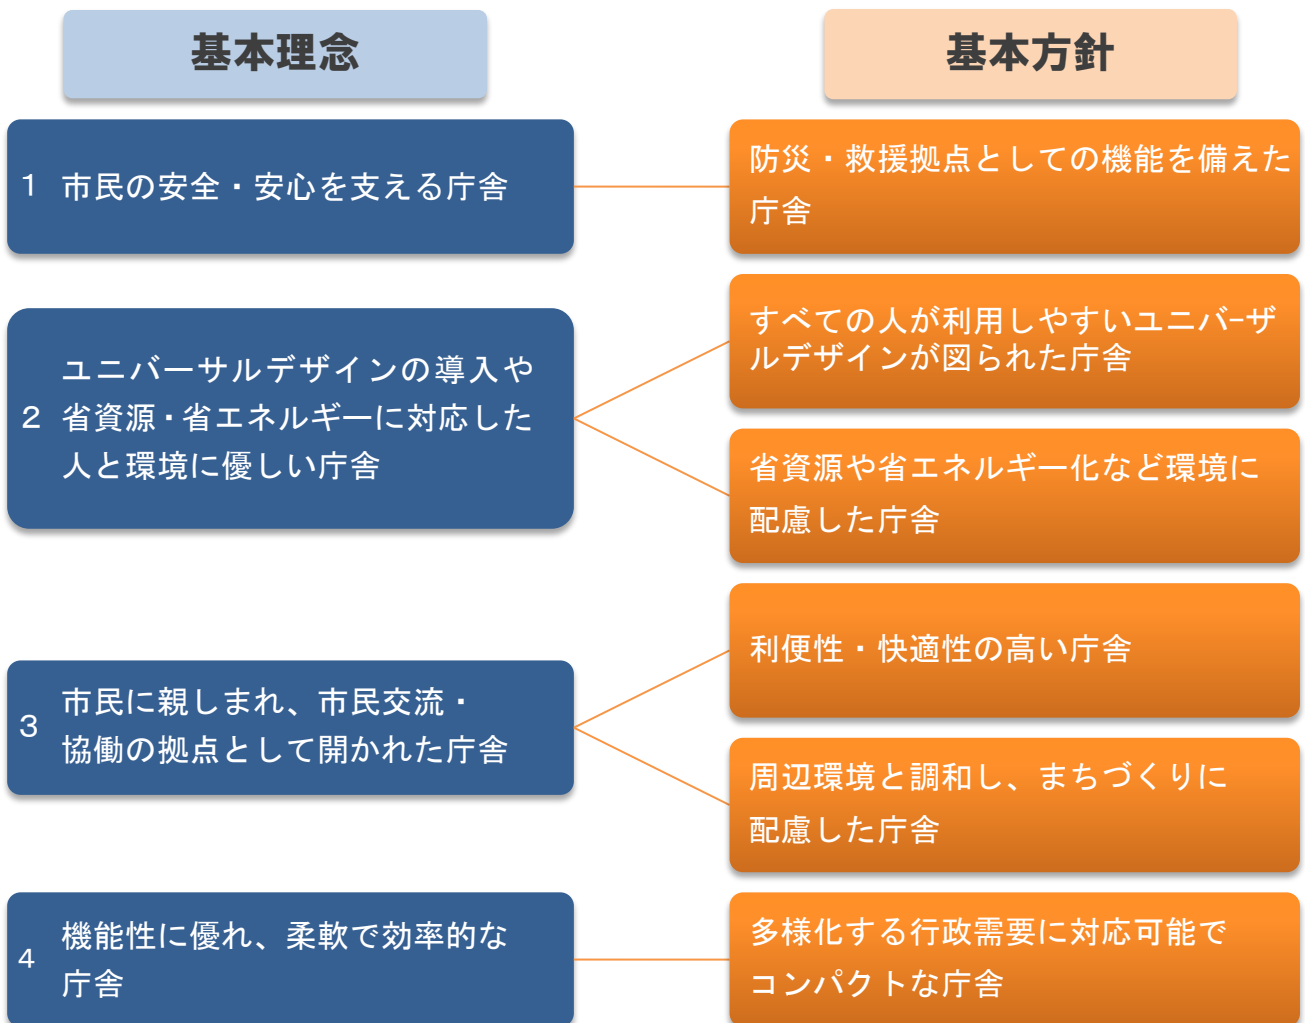 基本理念
基本方針
1 市民の安全・安心を支える庁舎
防災・救援拠点としての機能を備えた
庁舎
ユニバーサルデザインの導入や
2 省資源・省エネルギーに対応した
人と環境に優しい庁舎
すべての人が利用しやすいユニバーザ
ルデザインが図られた庁舎
省資源や省エネルギー化など環境に
配慮した庁舎
3 市民に親しまれ、市民交流・
協働の拠点として開かれた庁舎
利便性・快適性の高い庁舎
周辺環境と調和し、まちづくりに
配慮した庁舎
4 機能性に優れ、柔軟で効率的な
庁舎
多様化する行政需要に対応可能で
コンパクトな庁舎